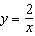 y = 2/x